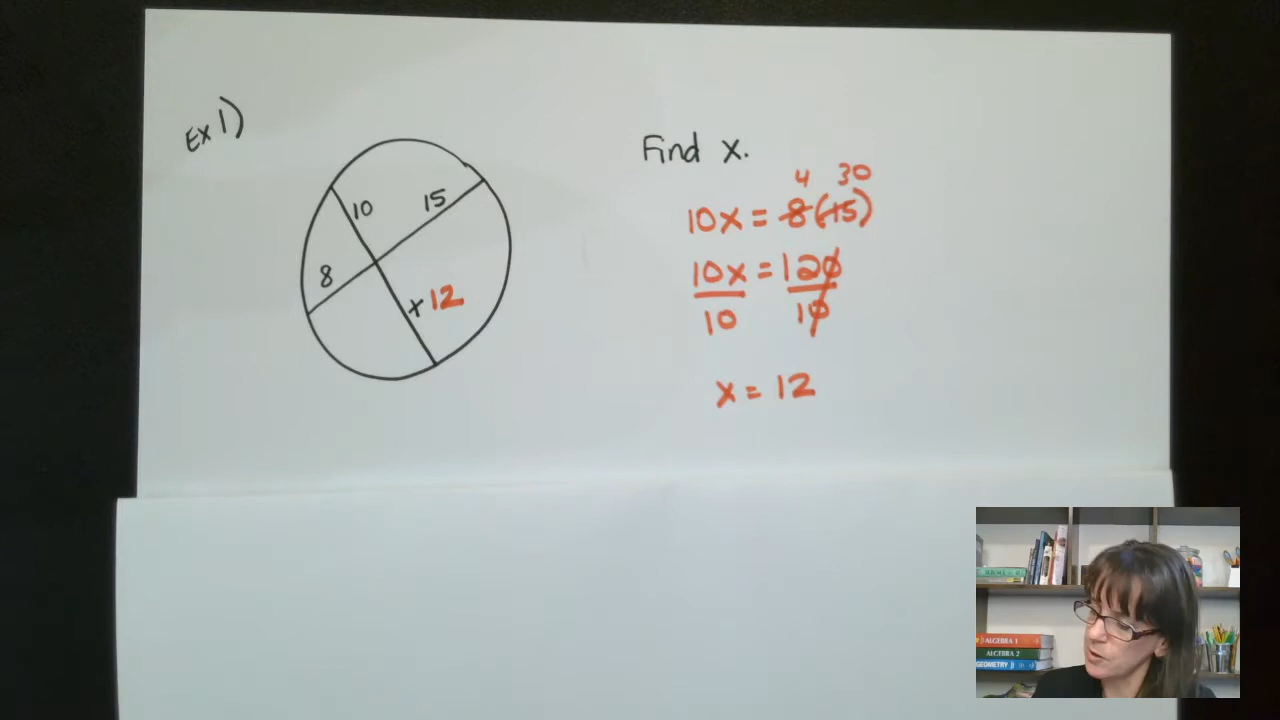 Ex 1)
Find x.
4 30
10x = 8(15)
10x = 120
10 10
x = 12
10
15
8
x 12
ALGEBRA 1
ALGEBRA 2
GEOMETRY